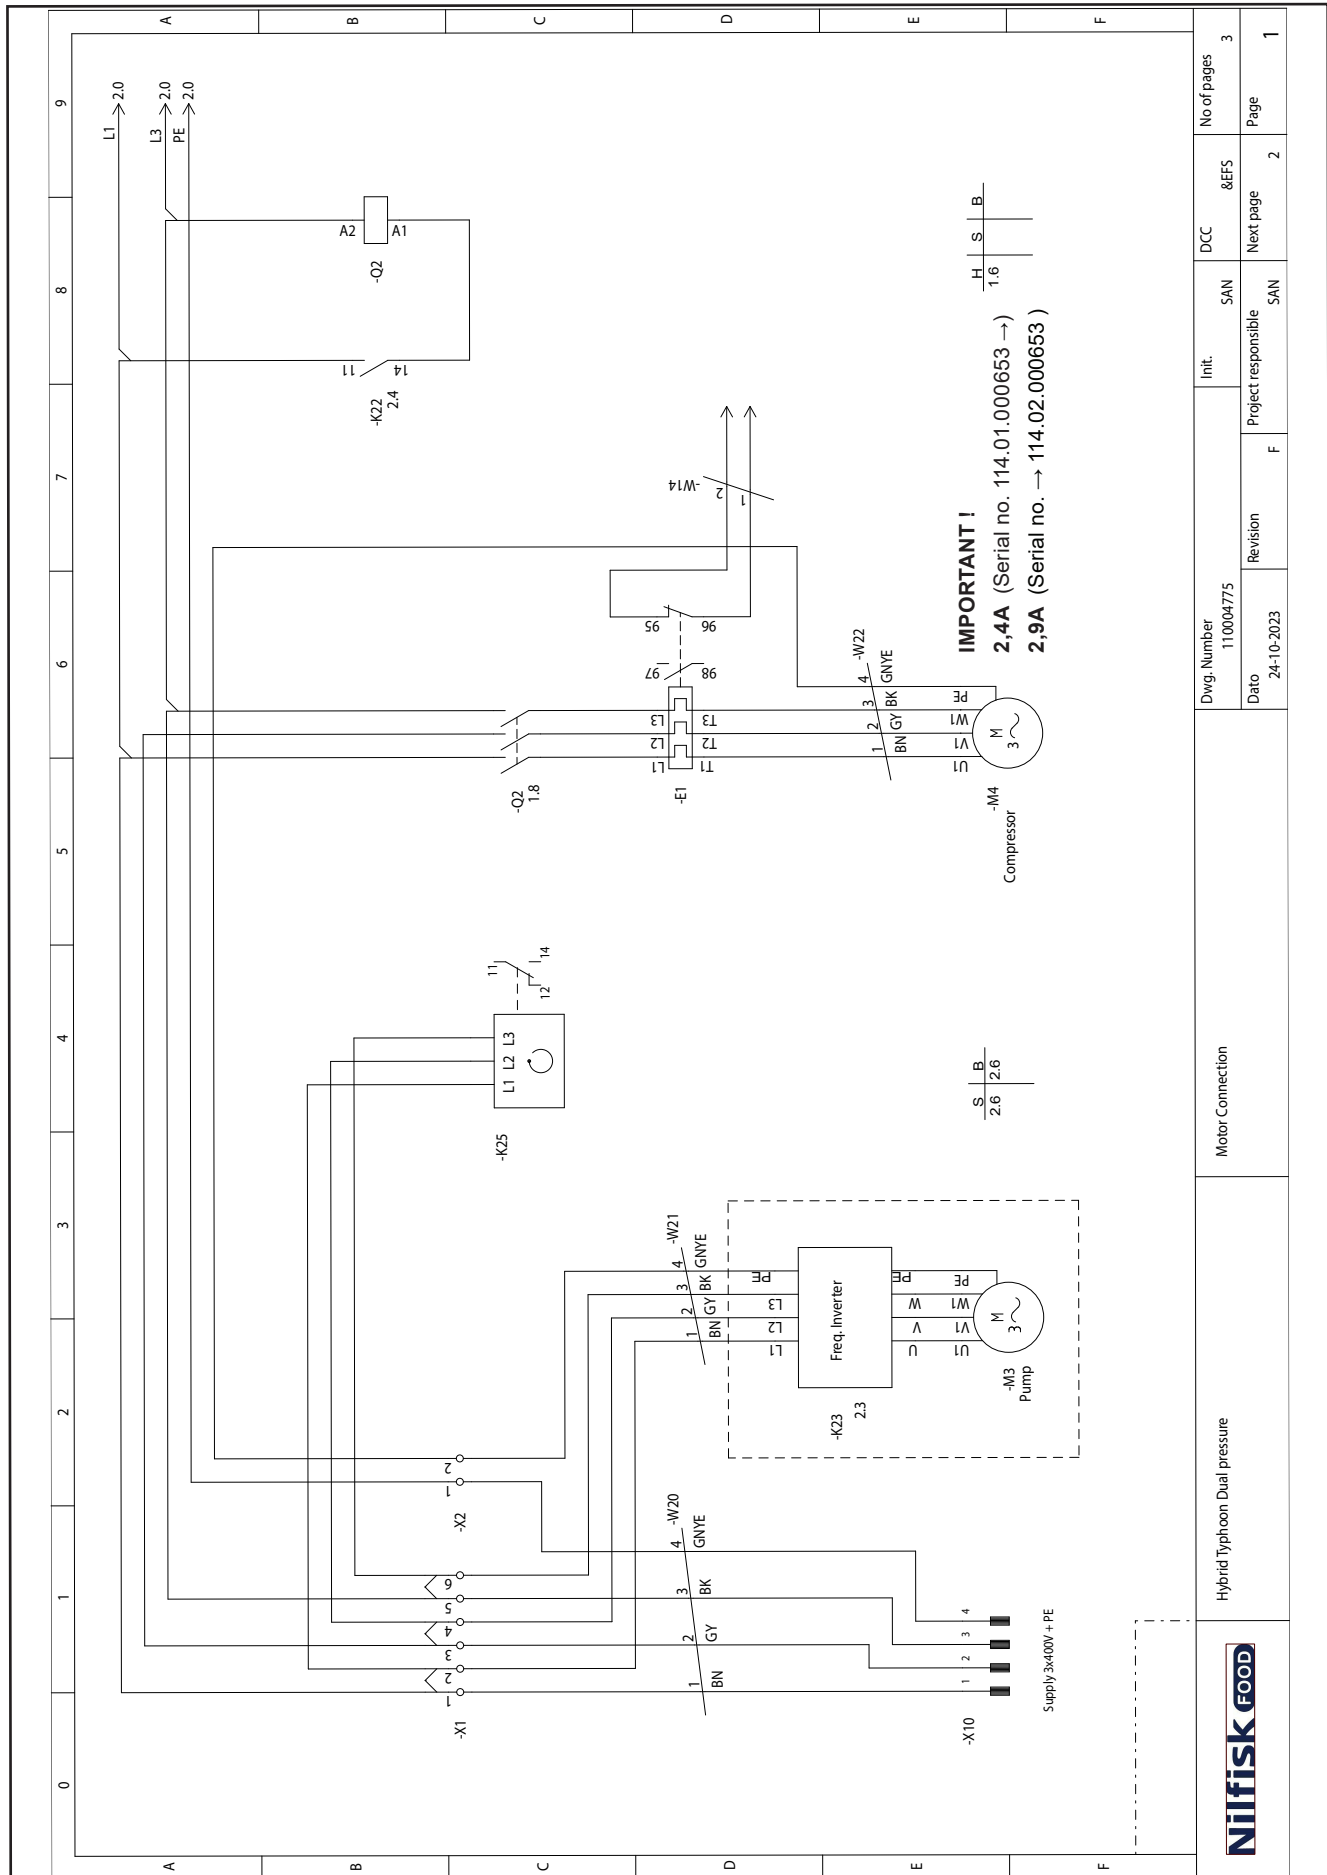 0 1 2 3 4 5 6 7 8 9
A
A
B
B
C
C
D
D
E
E
F
F
L1 2.0
L3 2.0
PE 2.0
A2 A1
-Q2
11 14
-K22
2.4
-X1
1 2 3 4 5 6
-X2
1 2
-W20
1 2 3 4
BN GY BK GNYE
-X10
1 2 3 4
Supply 3x400V + PE
-W21
1 2 3 4
BN GY BK GNYE
L1 L2 L3 PE
-K23
2.3
Freq. Inverter
U V W PE
U1 V1 W1 PE
-M3
Pump
M
3
-K25
L1 L2 L3
11
12 14
S B
2.6 2.6
-Q2
1.8
-E1
L1 L2 L3
T1 T2 T3
97 98
95 96
-W14
2
1
-W22
1 2 3 4
BN GY BK GNYE
U1 V1 W1 PE
-M4
Compressor
M
3
IMPORTANT !
2,4A (Serial no. 114.01.000653 →)
2,9A (Serial no. → 114.02.000653 )
H S B
1.6
Nilfisk FOOD
Hybrid Typhoon Dual pressure
Motor Connection
Dwg. Number
110004775
Init.
SAN
DCC
&EFS
No of pages
3
Dato
24-10-2023
Revision
F
Project responsible
SAN
Next page
2
Page
1